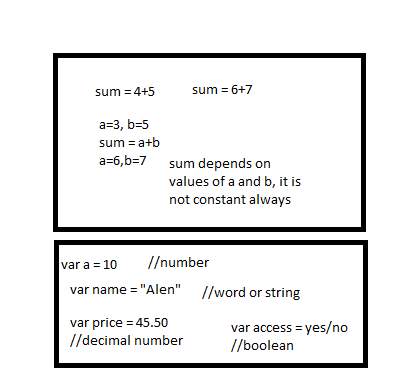 sum = 4+5
sum = 6+7
a=3, b=5
sum = a+b
a=6,b=7
sum depends on
values of a and b, it is
not constant always
var a = 10
//number
var name = "Alen"
//word or string
var price = 45.50
//decimal number
var access = yes/no
//boolean